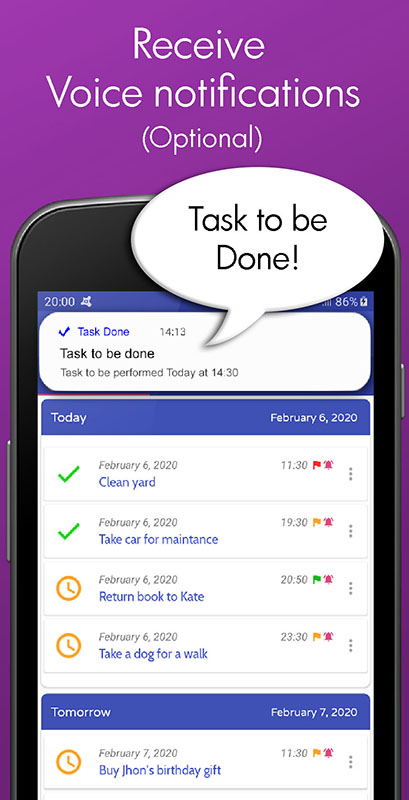 Receive
Voice notifications
(Optional)
Task to be
Done!
20:00 86%
Task Done 14:13
Task to be done
Task to be performed Today at 14:30
Today February 6, 2020
February 6, 2020 11:30
Clean yard
February 6, 2020 19:30
Take car for maintance
February 6, 2020 20:50
Return book to Kate
February 6, 2020 23:30
Take a dog for a walk
Tomorrow February 7, 2020
February 7, 2020 11:30
Buy Jhon's birthday gift